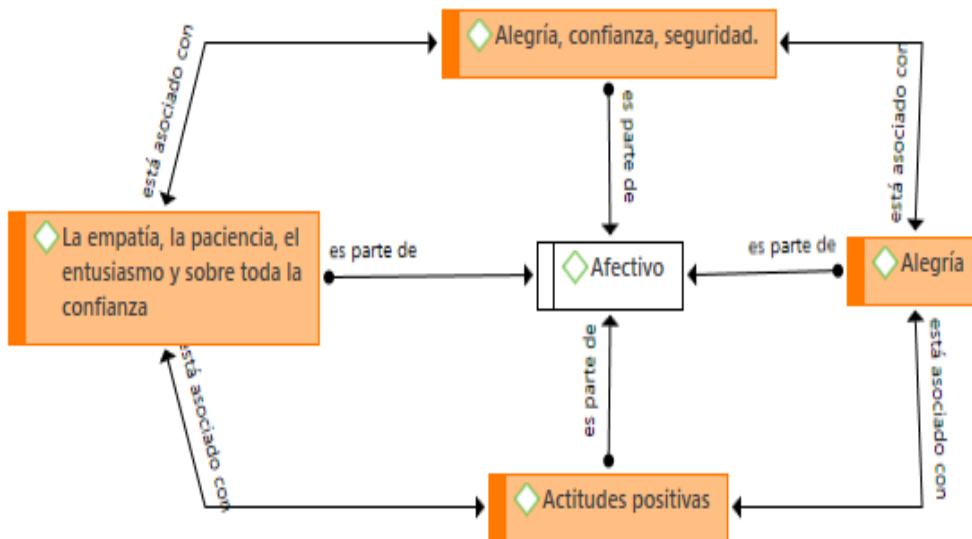 Alegría, confianza, seguridad.
está asociado con
está asociado con
es parte de
La empatía, la paciencia, el
entusiasmo y sobre toda la
confianza
es parte de
Afectivo
es parte de
Alegría
es parte de
está asociado con
está asociado con
Actitudes positivas